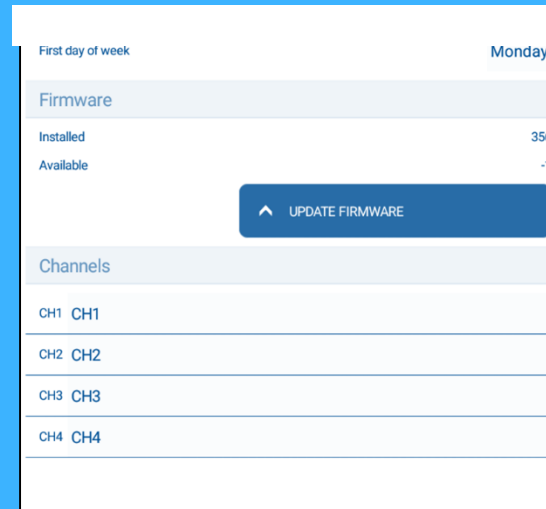 First day of week Monday
Firmware
Installed
Available
UPDATE FIRMWARE
Channels
CH1 CH1
CH2 CH2
CH3 CH3
CH4 CH4